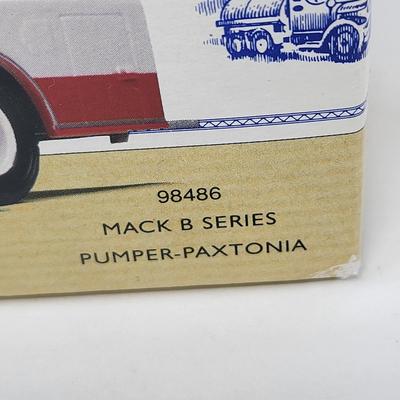 98486
MACK B SERIES
PUMPER-PAXTONIA